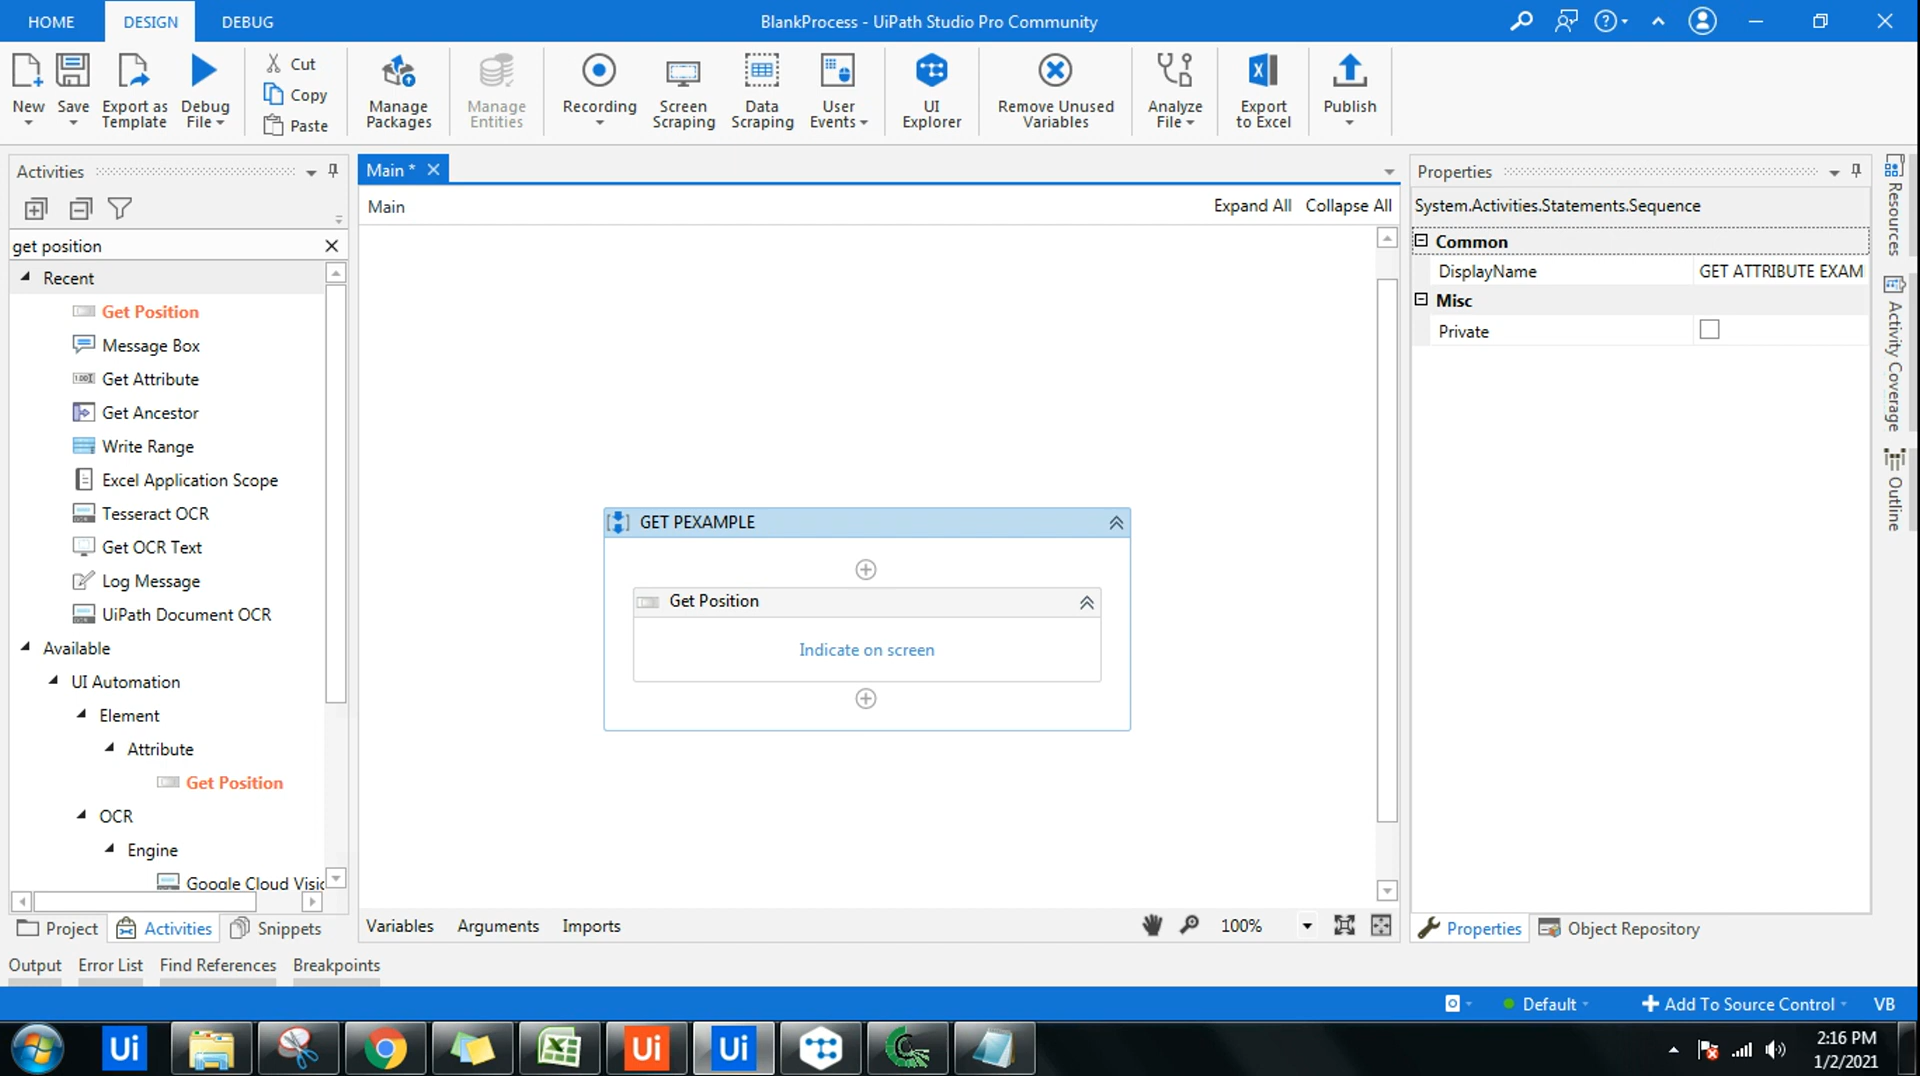 HOME DESIGN DEBUG
BlankProcess - UiPath Studio Pro Community
New
Save
Export as Template
Debug File
Cut
Copy
Paste
Manage Packages
Manage Entities
Recording
Screen Scraping
Data Scraping
User Events
UI Explorer
Remove Unused Variables
Analyze File
Export to Excel
Publish
Activities
get position
Recent
Get Position
Message Box
Get Attribute
Get Ancestor
Write Range
Excel Application Scope
Tesseract OCR
Get OCR Text
Log Message
UiPath Document OCR
Available
UI Automation
Element
Attribute
Get Position
OCR
Engine
Google Cloud Visic
Project Activities Snippets
Main *
Main
Expand All Collapse All
GET PEXAMPLE
Get Position
Indicate on screen
Variables Arguments Imports
100%
Properties
System.Activities.Statements.Sequence
Common
DisplayName GET ATTRIBUTE EXAM
Misc
Private
Properties Object Repository
Resources
Activity Coverage
Outline
Output Error List Find References Breakpoints
Default Add To Source Control VB
Ui Ui Ui
2:16 PM
1/2/2021